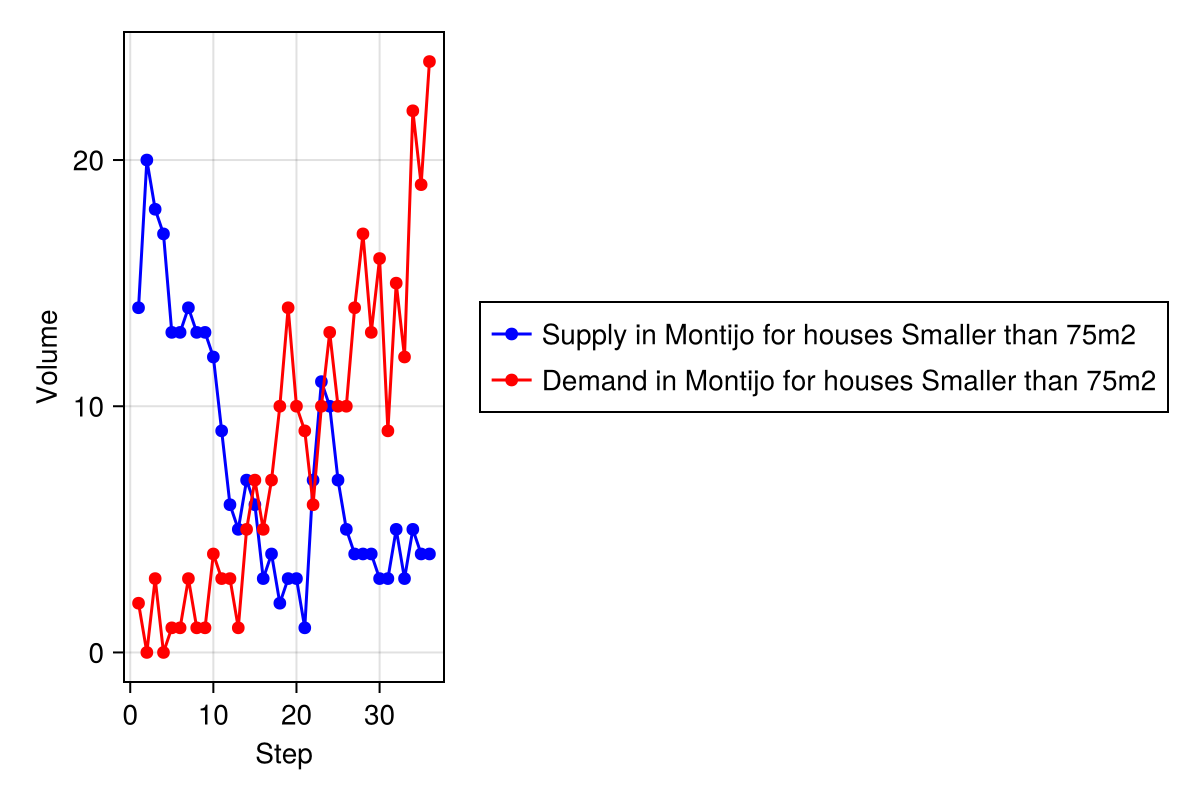 Volume
20
10
0
0 10 20 30
Step
Supply in Montijo for houses Smaller than 75m2
Demand in Montijo for houses Smaller than 75m2